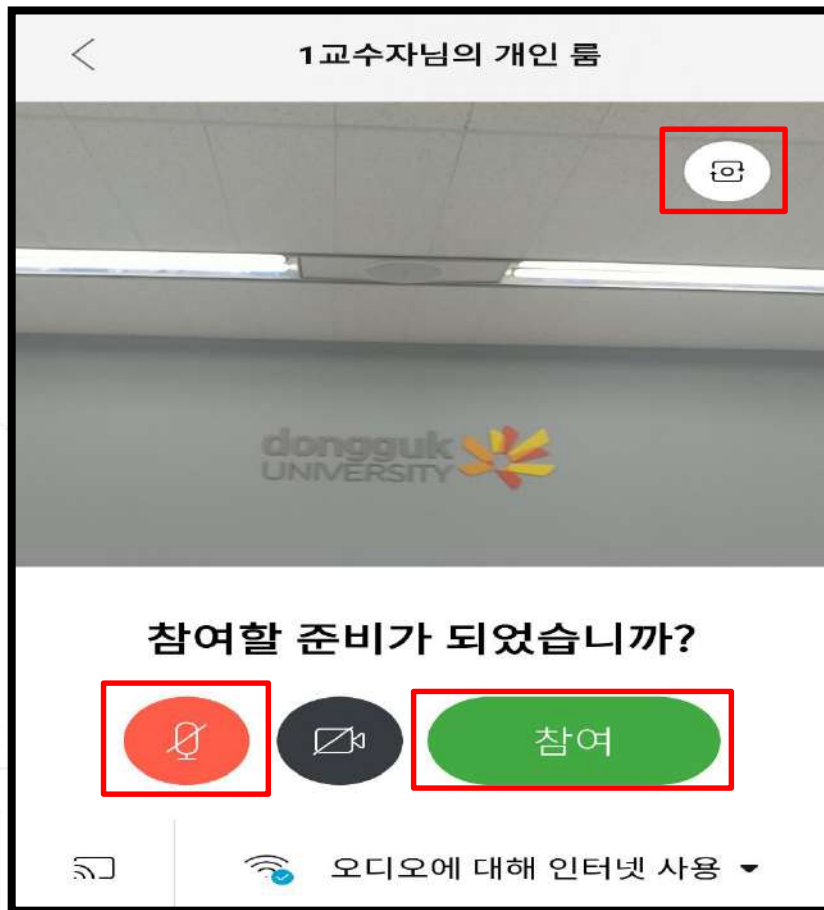 1교수자님의 개인 룸
dongguk
UNIVERSITY
참여할 준비가 되었습니까?
참여
오디오에 대해 인터넷 사용